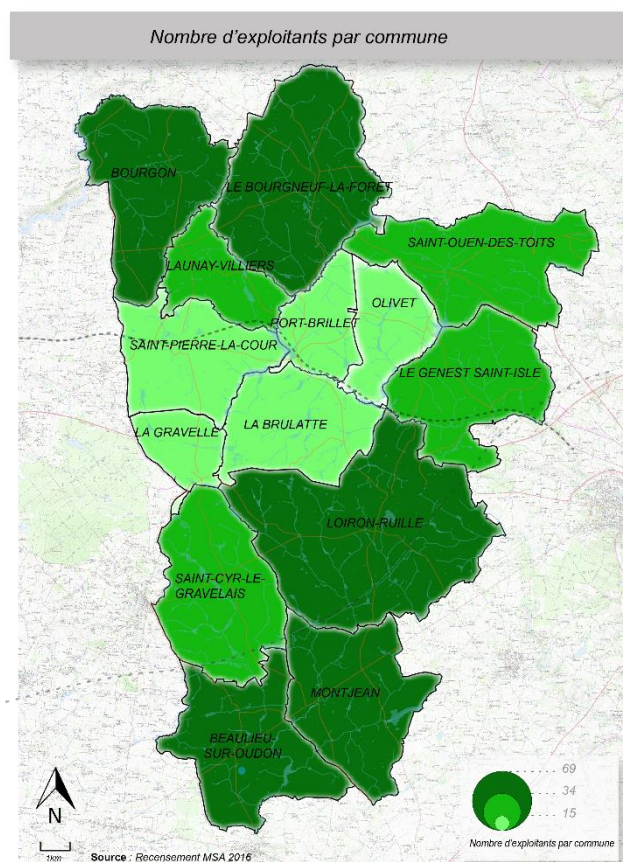 Nombre d'exploitants par commune
BOURGON
LE BOURGNEUF-LA-FORET
SAINT-OUEN-DES-TOITS
LAUNAY-VILLIERS
OLIVET
PORT-BRILLET
SAINT-PIERRE-LA-COUR
LE GENEST SAINT-ISLE
LA GRAVELLE
LA BRULATTE
LOIRON-RUILLE
SAINT-CYR-LE-
GRAVELAIS
MONTJEAN
BEAULIEU-
SUR-OUDON
69
34
15
N
Nombre d'exploitants par commune
1km
Source : Recensement MSA 2016